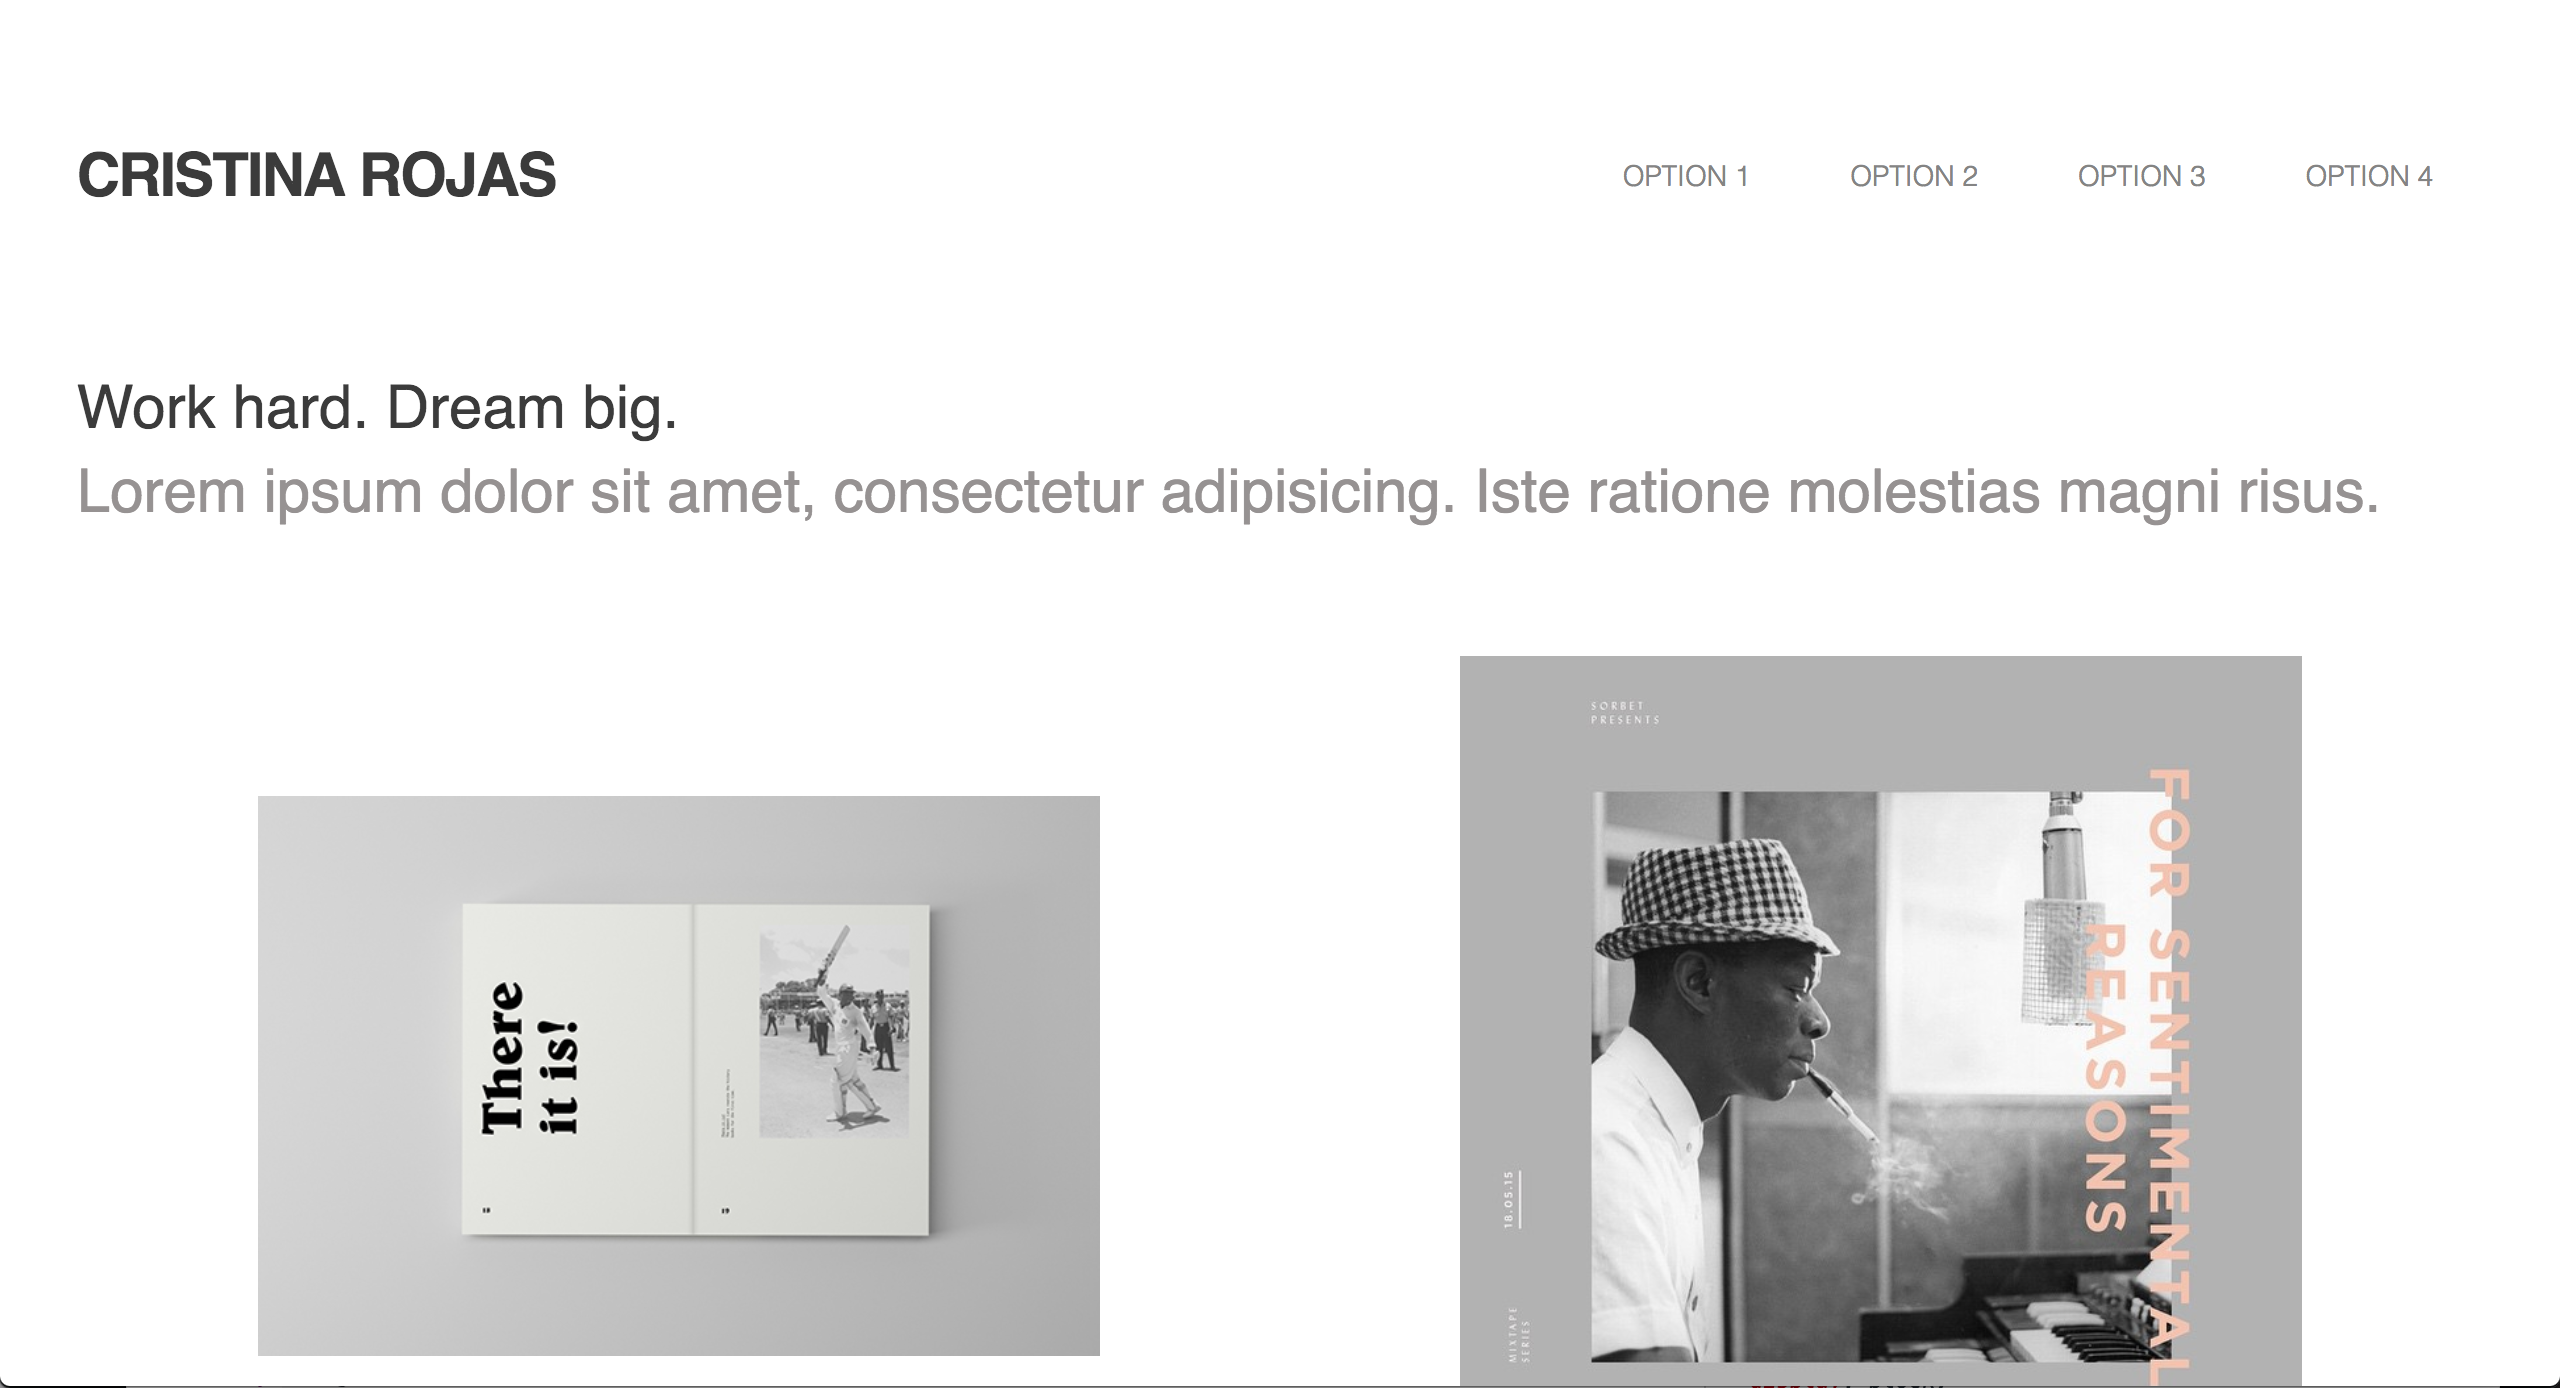 CRISTINA ROJAS
OPTION 1
OPTION 2
OPTION 3
OPTION 4
Work hard. Dream big.
Lorem ipsum dolor sit amet, consectetur adipisicing. Iste ratione molestias magni risus.
There
it is!
SORBET
PRESENTS
FOR SENTIMENTAL
REASONS
18.05.15
MIXTAPE
SERIES